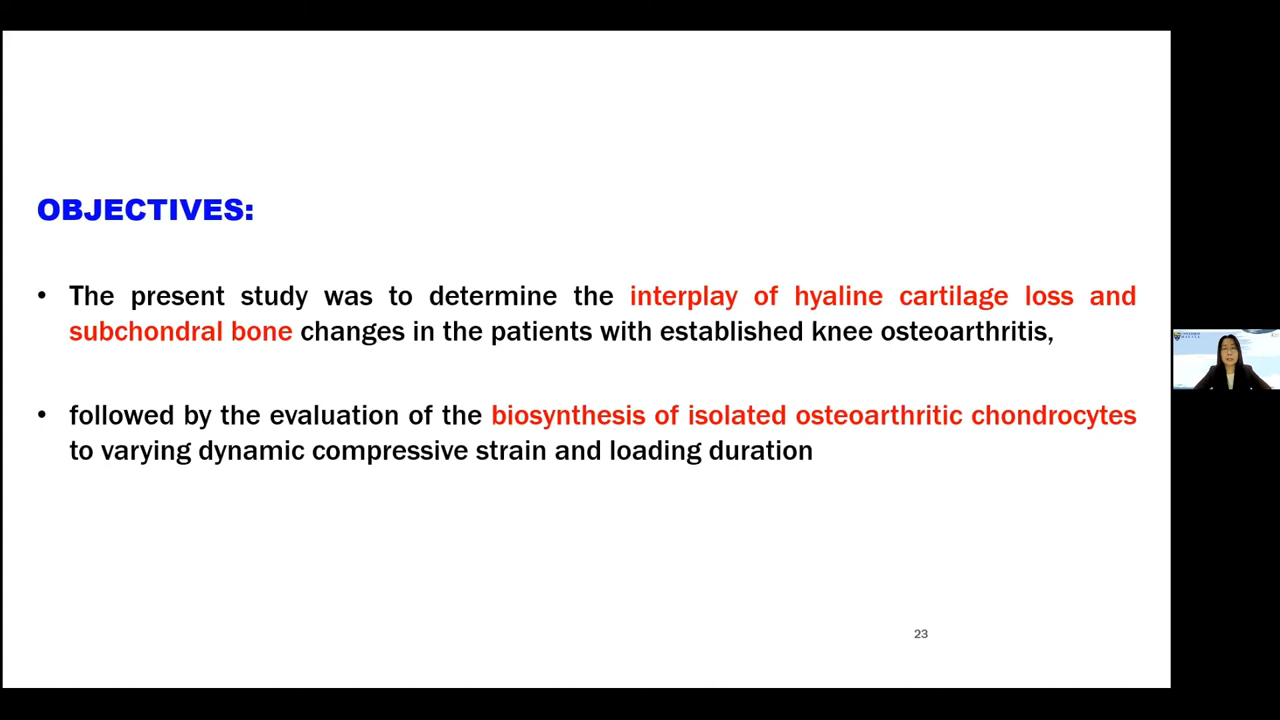 OBJECTIVES:
• The present study was to determine the interplay of hyaline cartilage loss and
subchondral bone changes in the patients with established knee osteoarthritis,
• followed by the evaluation of the biosynthesis of isolated osteoarthritic chondrocytes
to varying dynamic compressive strain and loading duration
23